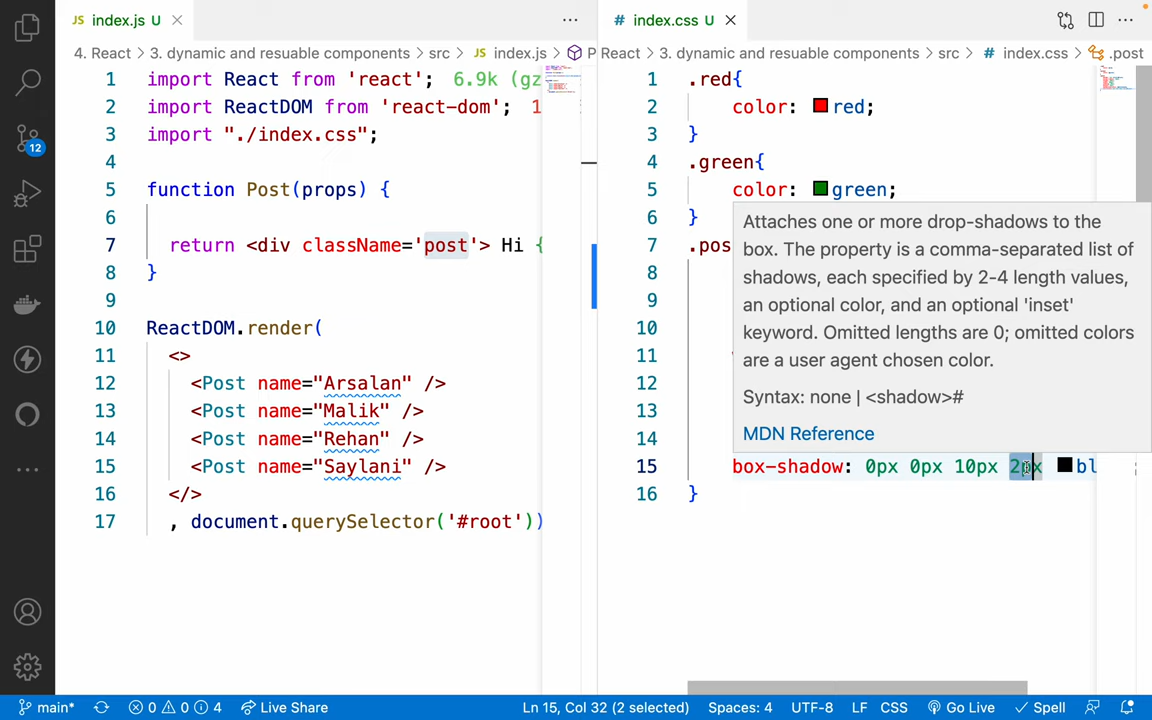 JS index.js U
# index.css U
4. React > 3. dynamic and resuable components > src > JS index.js > P
React > 3. dynamic and resuable components > src > # index.css > .post
1 import React from 'react'; 6.9k (gz
2 import ReactDOM from 'react-dom'; 1
3 import "./index.css";
4
5 function Post(props) {
6
7 return <div className='post'> Hi {
8 }
9
10 ReactDOM.render(
11 <>
12 <Post name="Arsalan" />
13 <Post name="Malik" />
14 <Post name="Rehan" />
15 <Post name="Saylani" />
16 </>
17 , document.querySelector('#root'))
1 .red{
2 color: red;
3 }
4 .green{
5 color: green;
6 }
7 .pos
8
9
10
11
12
13
14
15 box-shadow: 0px 0px 10px 2px bl
16 }
Attaches one or more drop-shadows to the
box. The property is a comma-separated list of
shadows, each specified by 2-4 length values,
an optional color, and an optional 'inset'
keyword. Omitted lengths are 0; omitted colors
are a user agent chosen color.
Syntax: none | <shadow>#
MDN Reference
12
main* 0 0 4 Live Share Ln 15, Col 32 (2 selected) Spaces: 4 UTF-8 LF CSS Go Live Spell